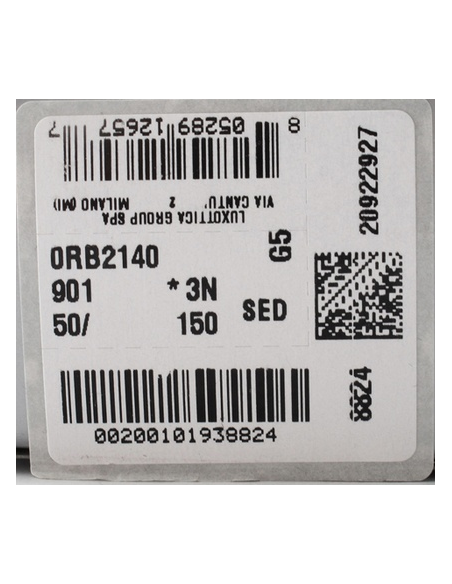 8 05289 12657 7
LUXOTTICA GROUP SPA
VIA CANTU' 2 MILANO (MI)
0RB2140 G5
901 *3N
50/ 150 SED
20922927
8824
00200101938824